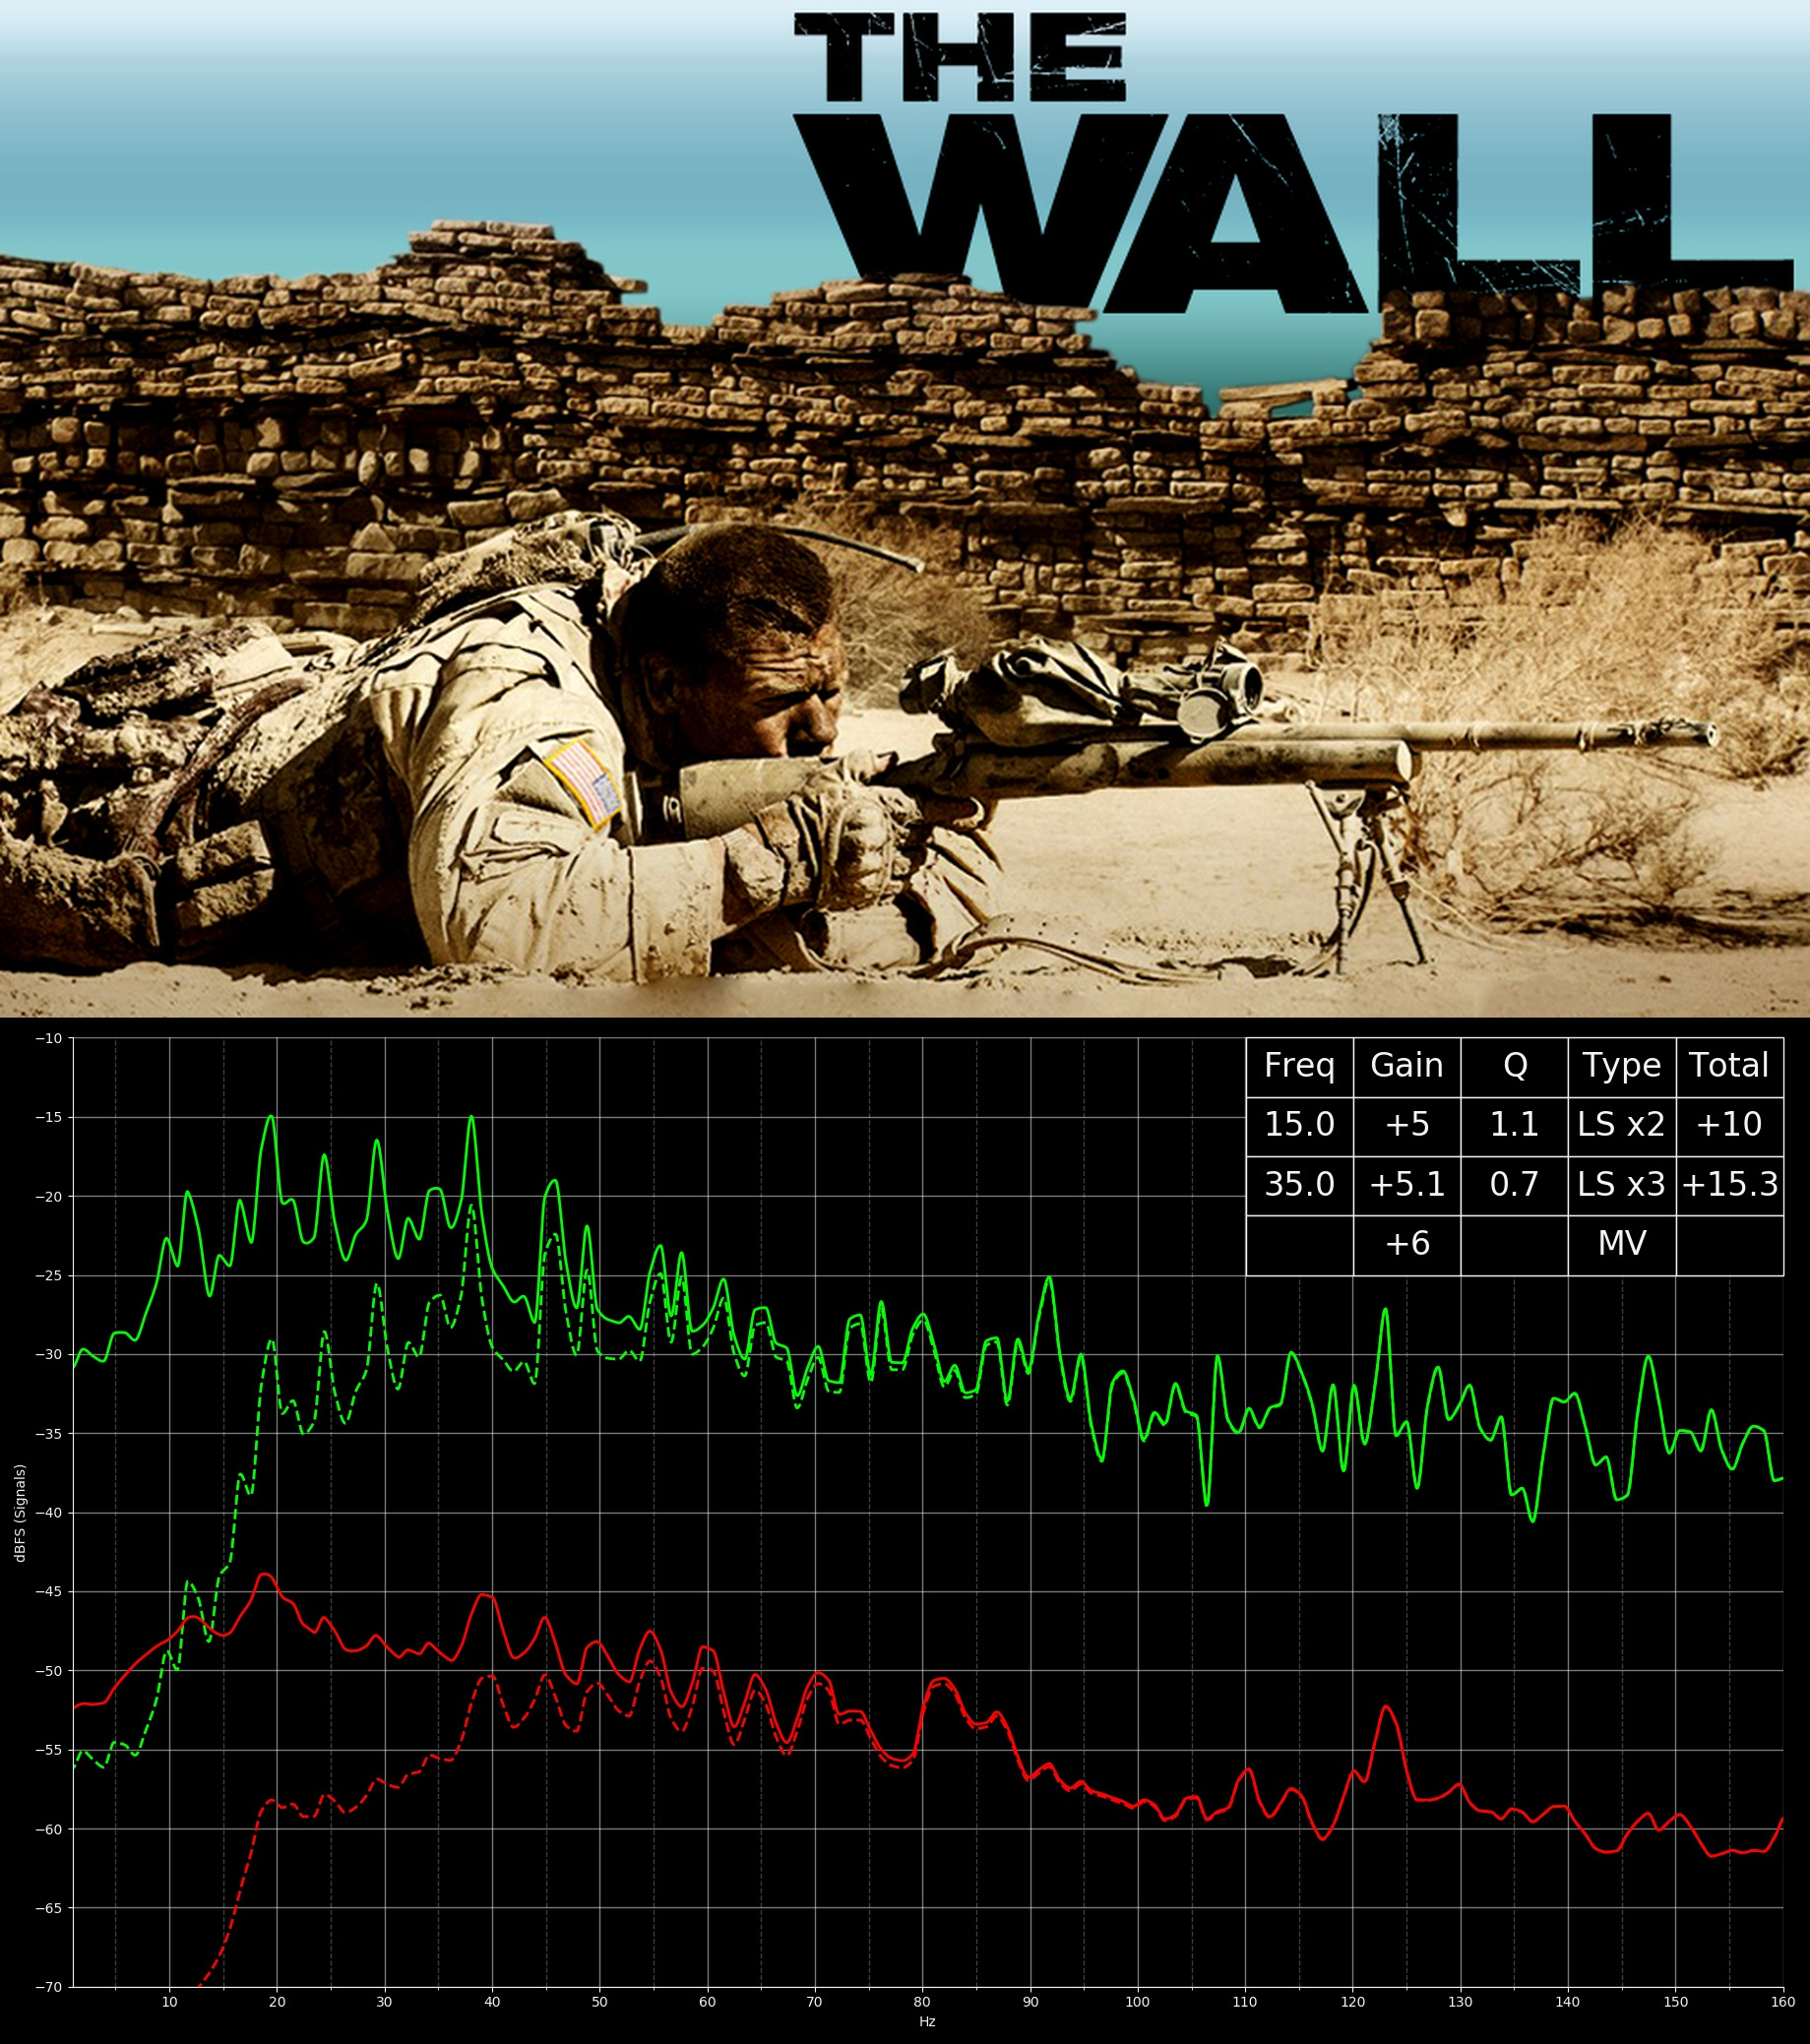 THE
WALL
Freq Gain Q Type Total
15.0 +5 1.1 LS x2 +10
35.0 +5.1 0.7 LS x3 +15.3
+6 MV
dBFS (Signals)
−10
−15
−20
−25
−30
−35
−40
−45
−50
−55
−60
−65
−70
10 20 30 40 50 60 70 80 90 100 110 120 130 140 150 160
Hz